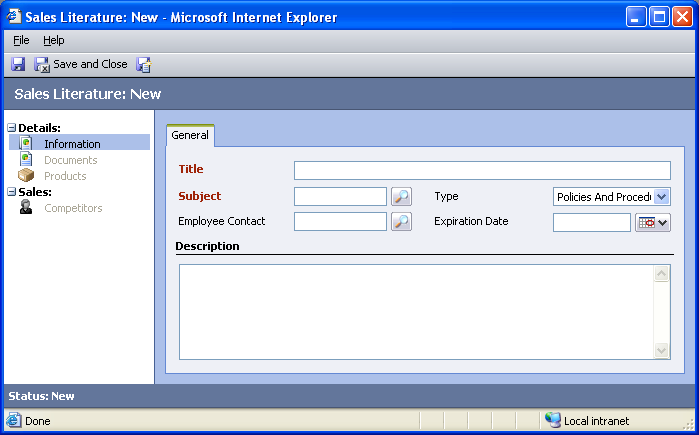 Sales Literature: New - Microsoft Internet Explorer
File Help
Save and Close
Sales Literature: New
Details:
Information
Documents
Products
Sales:
Competitors
General
Title
Subject
Type
Policies And Procedu
Employee Contact
Expiration Date
Description
Status: New
Done
Local intranet